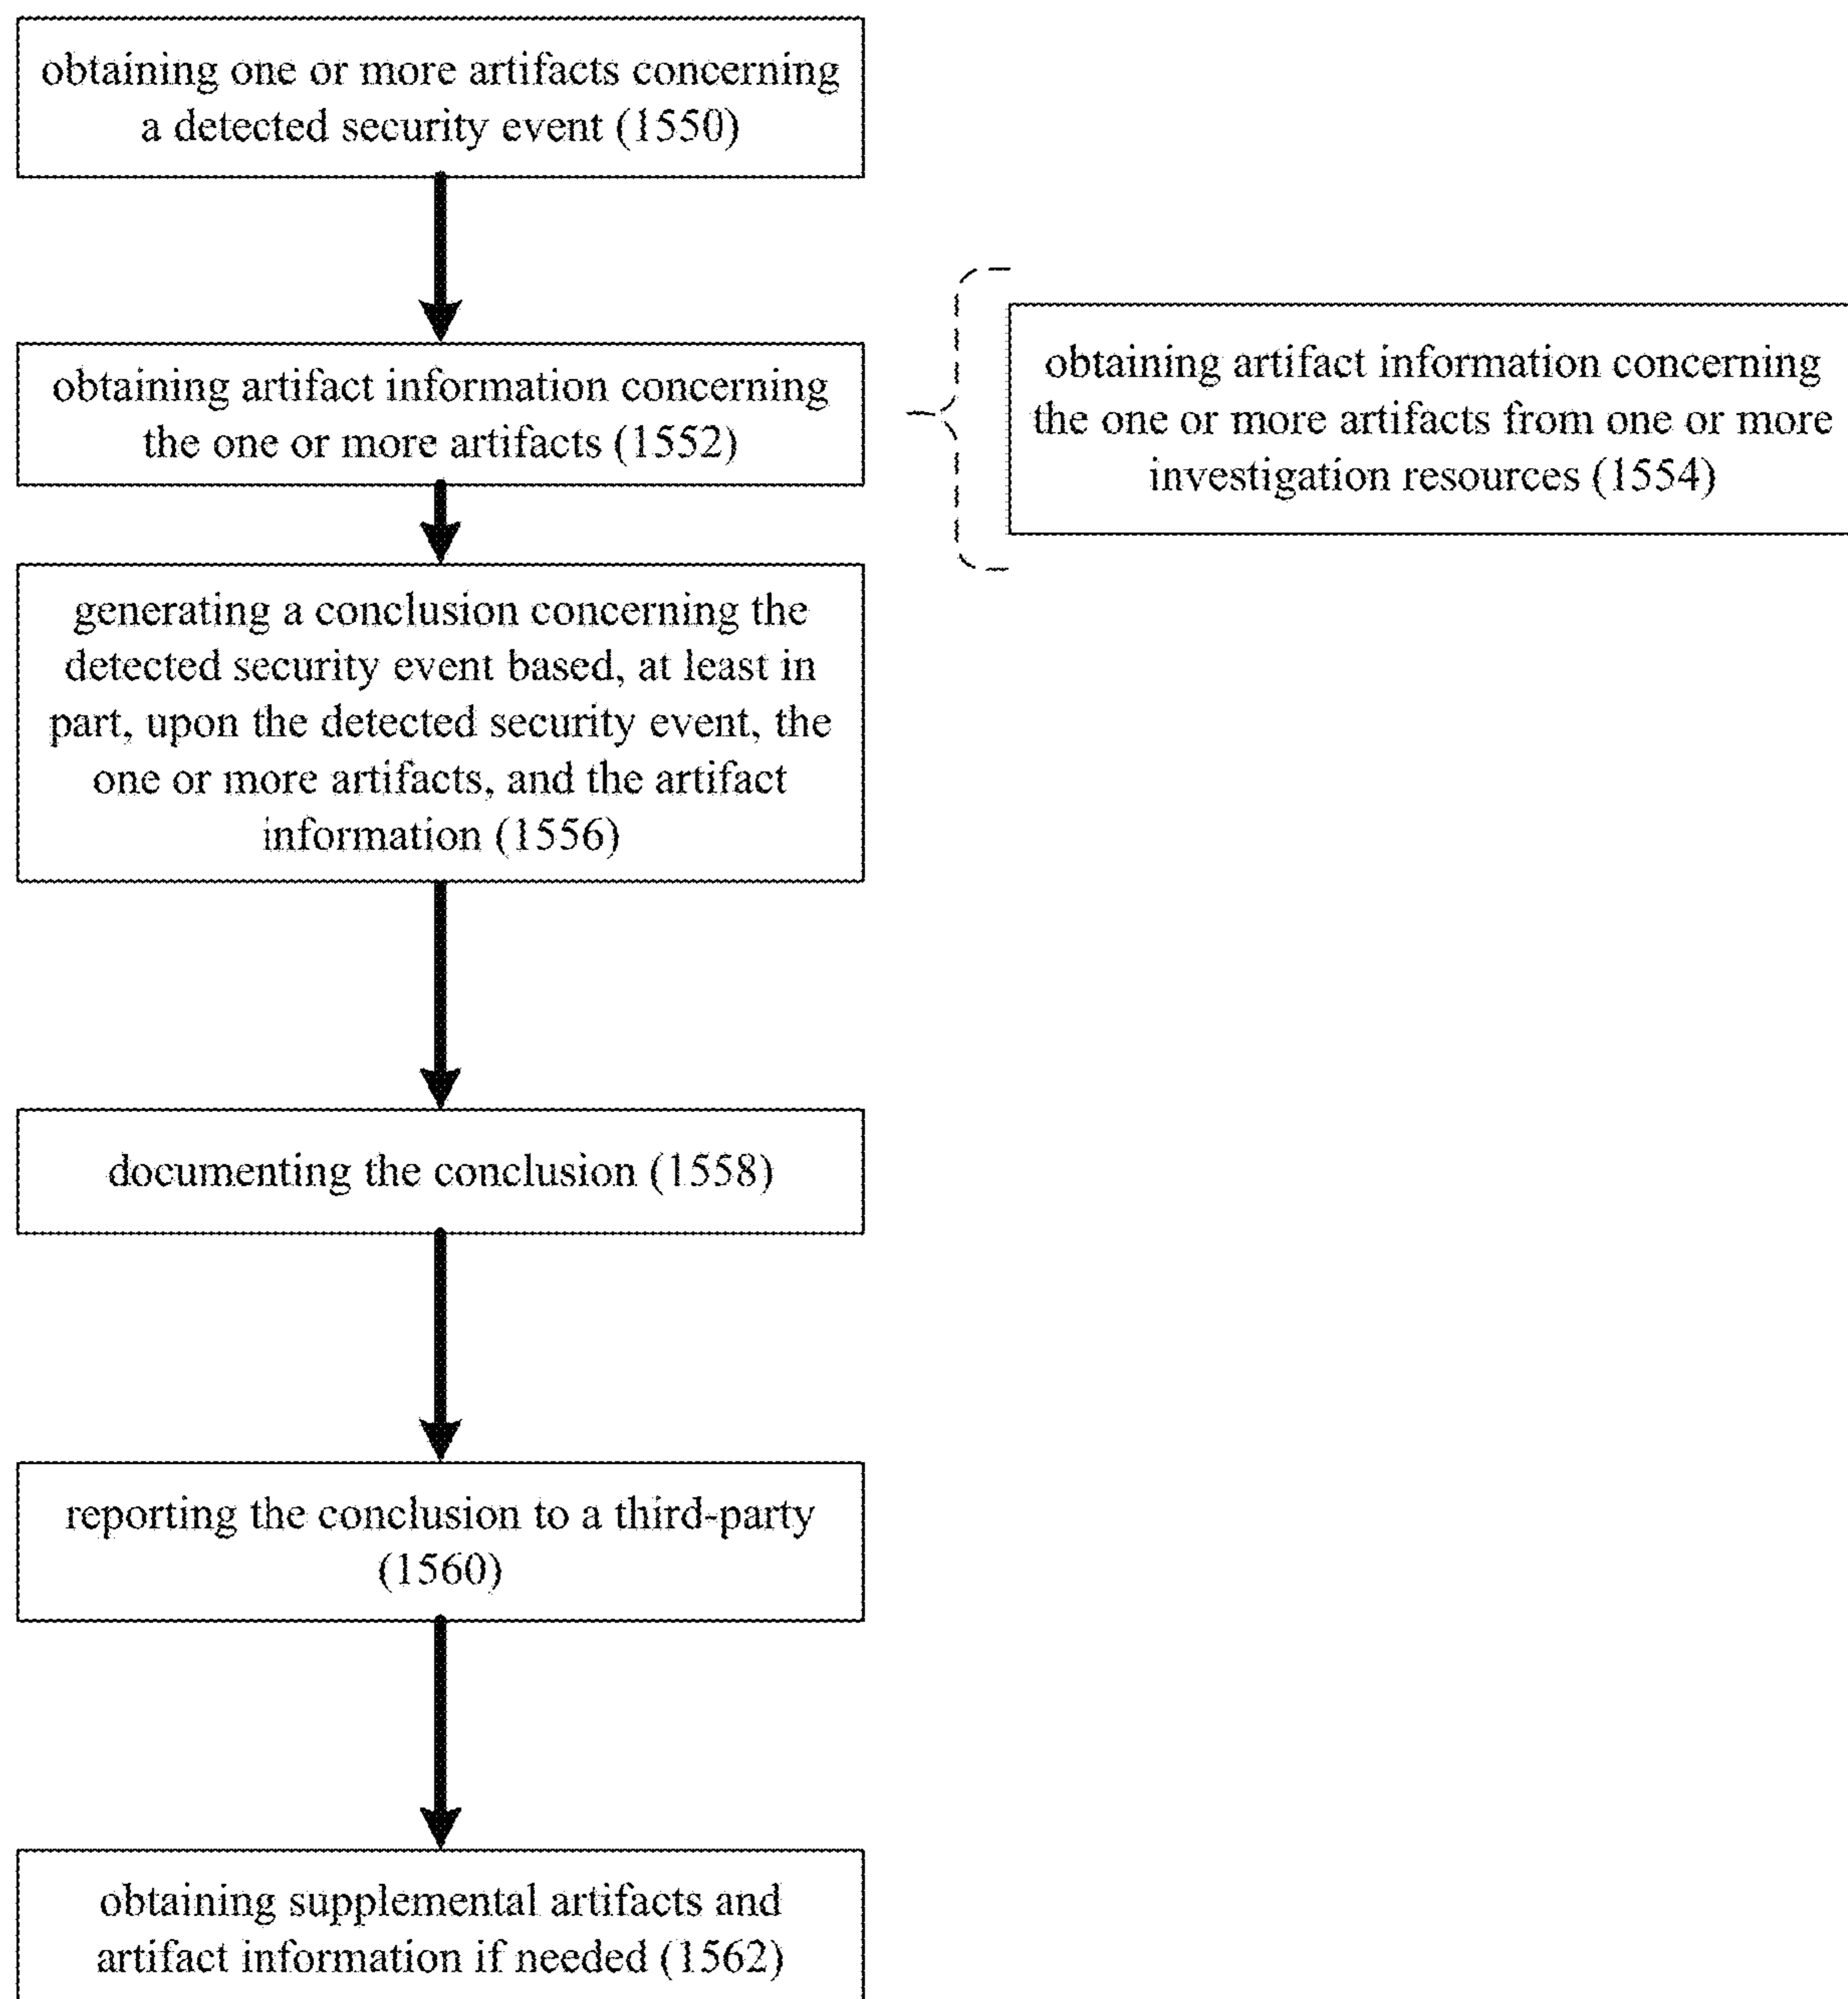 obtaining one or more artifacts concerning
a detected security event (1550)
obtaining artifact information concerning
the one or more artifacts (1552)
obtaining artifact information concerning
the one or more artifacts from one or more
investigation resources (1554)
generating a conclusion concerning the
detected security event based, at least in
part, upon the detected security event, the
one or more artifacts, and the artifact
information (1556)
documenting the conclusion (1558)
reporting the conclusion to a third-party
(1560)
obtaining supplemental artifacts and
artifact information if needed (1562)